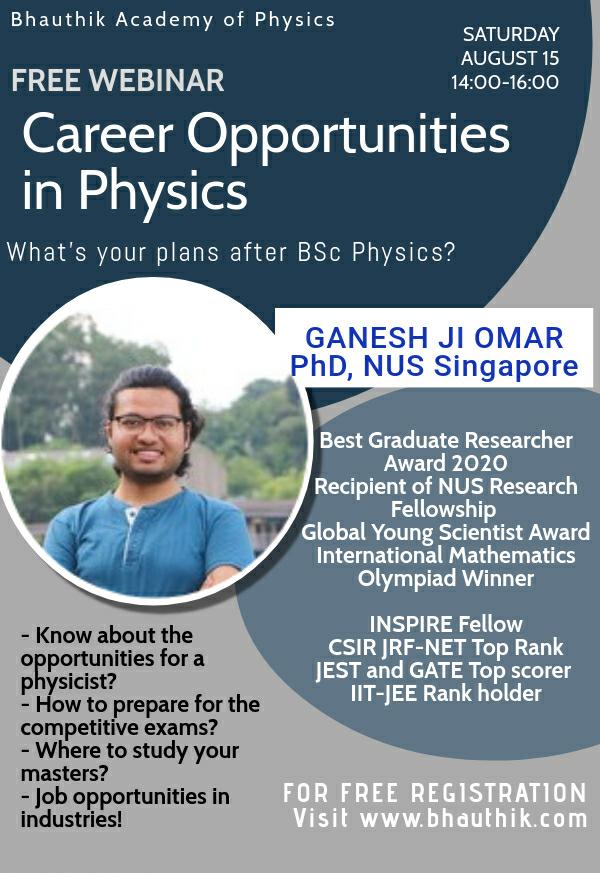 Bhauthik Academy of Physics
SATURDAY
AUGUST 15
14:00-16:00
FREE WEBINAR
Career Opportunities
in Physics
What's your plans after BSc Physics?
GANESH JI OMAR
PhD, NUS Singapore
Best Graduate Researcher
Award 2020
Recipient of NUS Research
Fellowship
Global Young Scientist Award
International Mathematics
Olympiad Winner
INSPIRE Fellow
CSIR JRF-NET Top Rank
JEST and GATE Top scorer
IIT-JEE Rank holder
- Know about the
opportunities for a
physicist?
- How to prepare for the
competitive exams?
- Where to study your
masters?
- Job opportunities in
industries!
FOR FREE REGISTRATION
Visit www.bhauthik.com